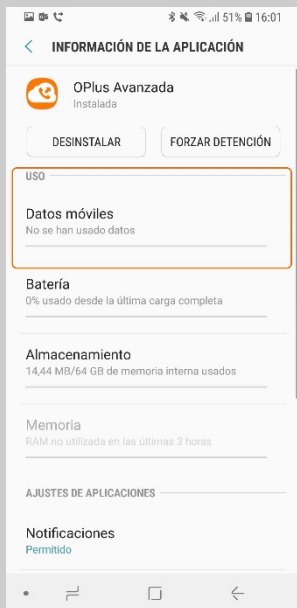 51% 16:01
INFORMACIÓN DE LA APLICACIÓN
OPlus Avanzada
Instalada
DESINSTALAR
FORZAR DETENCIÓN
USO
Datos móviles
No se han usado datos
Batería
0% usado desde la última carga completa
Almacenamiento
14,44 MB/64 GB de memoria interna usados
Memoria
RAM no utilizada en las últimas 3 horas
AJUSTES DE APLICACIONES
Notificaciones
Permitido